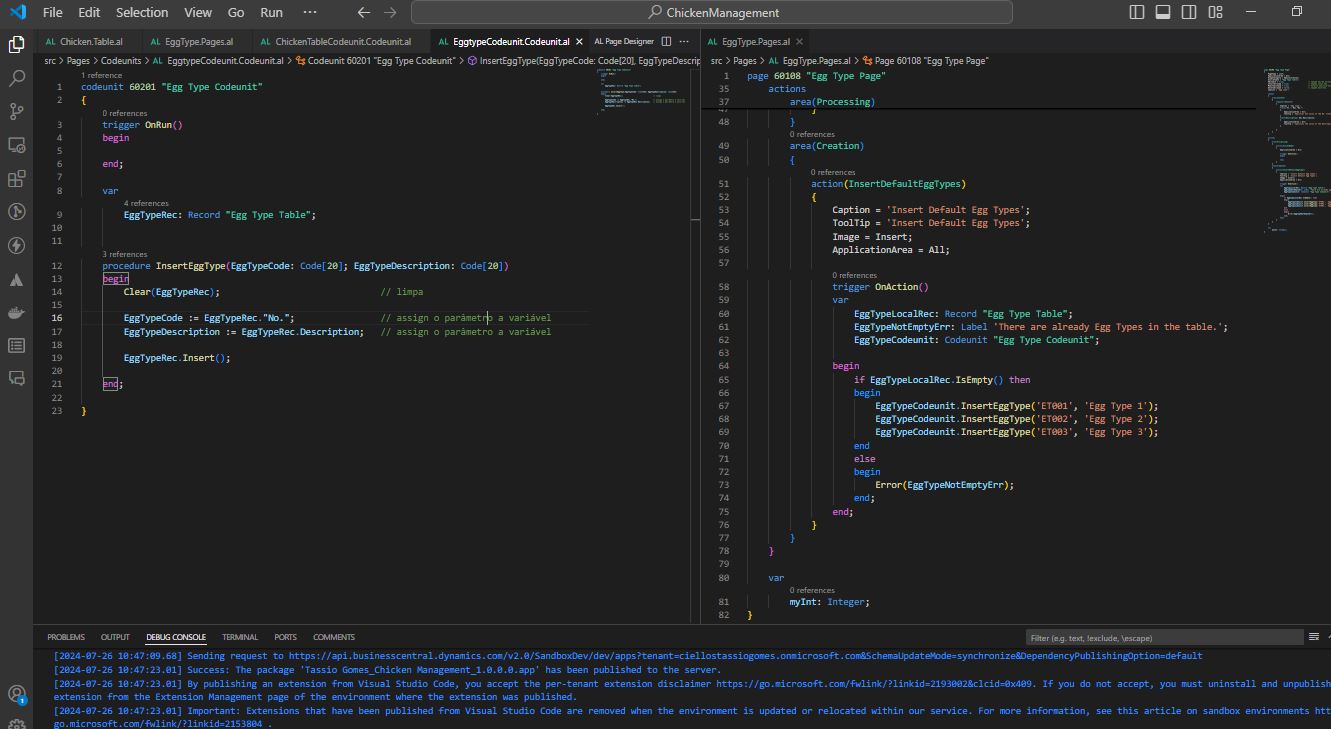 File Edit Selection View Go Run ··· ← → ChickenManagement
AL Chicken.Table.al AL EggType.Pages.al AL ChickenTableCodeunit.Codeunit.al AL EggtypeCodeunit.Codeunit.al × AL Page Designer ···
src > Pages > Codeunits > AL EggtypeCodeunit.Codeunit.al > Codeunit 60201 "Egg Type Codeunit" > InsertEggType(EggTypeCode: Code[20], EggTypeDescrip
1 reference
1 codeunit 60201 "Egg Type Codeunit"
2 {
0 references
3 trigger OnRun()
4 begin
5
6 end;
7
8 var
4 references
9 EggTypeRec: Record "Egg Type Table";
10
11
3 references
12 procedure InsertEggType(EggTypeCode: Code[20]; EggTypeDescription: Code[20])
13 begin
14 Clear(EggTypeRec); // limpa
15
16 EggTypeCode := EggTypeRec."No."; // assign o parâmetro a variável
17 EggTypeDescription := EggTypeRec.Description; // assign o parâmetro a variável
18
19 EggTypeRec.Insert();
20
21 end;
22
23 }
AL EggType.Pages.al ×
src > Pages > AL EggType.Pages.al > Page 60108 "Egg Type Page"
1 page 60108 "Egg Type Page"
35 actions
37 area(Processing)
47 }
48 }
0 references
49 area(Creation)
50 {
0 references
51 action(InsertDefaultEggTypes)
52 {
53 Caption = 'Insert Default Egg Types';
54 ToolTip = 'Insert Default Egg Types';
55 Image = Insert;
56 ApplicationArea = All;
57
0 references
58 trigger OnAction()
59 var
60 EggTypeLocalRec: Record "Egg Type Table";
61 EggTypeNotEmptyErr: Label 'There are already Egg Types in the table.';
62 EggTypeCodeunit: Codeunit "Egg Type Codeunit";
63
64 begin
65 if EggTypeLocalRec.IsEmpty() then
66 begin
67 EggTypeCodeunit.InsertEggType('ET001', 'Egg Type 1');
68 EggTypeCodeunit.InsertEggType('ET002', 'Egg Type 2');
69 EggTypeCodeunit.InsertEggType('ET003', 'Egg Type 3');
70 end
71 else
72 begin
73 Error(EggTypeNotEmptyErr);
74 end;
75 end;
76 }
77 }
78 }
79
80 var
0 references
81 myInt: Integer;
82 }
PROBLEMS OUTPUT DEBUG CONSOLE TERMINAL PORTS COMMENTS Filter (e.g. text, !exclude, \escape)
[2024-07-26 10:47:09.68] Sending request to https://api.businesscentral.dynamics.com/v2.0/SandboxDev/dev/apps?tenant=ciellostassiogomes.onmicrosoft.com&SchemaUpdateMode=synchronize&DependencyPublishingOption=default
[2024-07-26 10:47:23.01] Success: The package 'Tassio Gomes_Chicken Management_1.0.0.0.app' has been published to the server.
[2024-07-26 10:47:23.01] By publishing an extension from Visual Studio Code, you accept the per-tenant extension disclaimer https://go.microsoft.com/fwlink/?linkid=2193002&clcid=0x409. If you do not accept, you must uninstall and unpublish
extension from the Extension Management page of the environment where the extension was published.
[2024-07-26 10:47:23.01] Important: Extensions that have been published from Visual Studio Code are removed when the environment is updated or relocated within our service. For more information, see this article on sandbox environments htt
go.microsoft.com/fwlink/?linkid=2153804 .
1